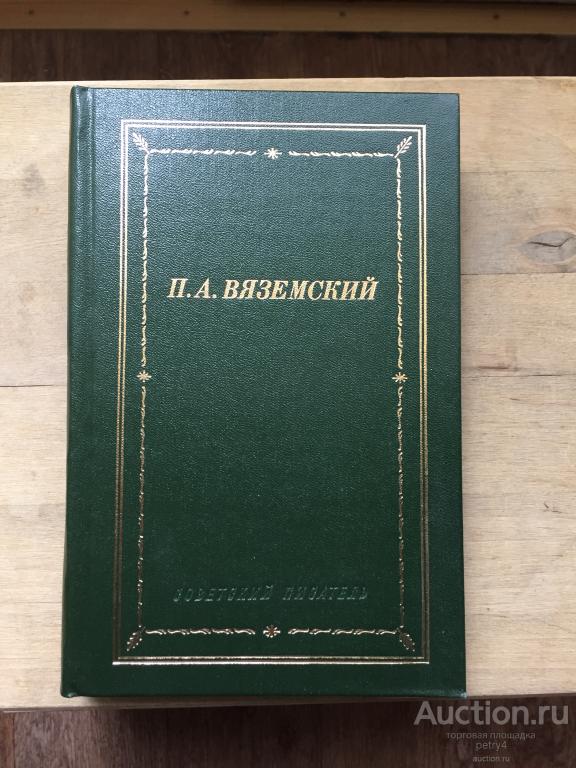 П. А. ВЯЗЕМСКИЙ
СОВЕТСКИЙ ПИСАТЕЛЬ
Auction.ru
торговая площадка
petry4
auction.ru